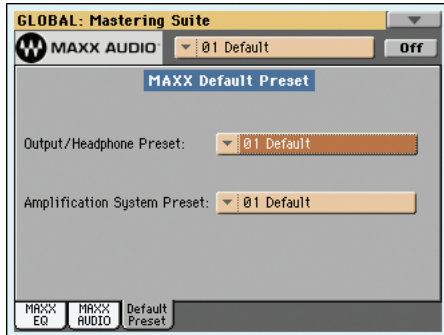 GLOBAL: Mastering Suite
MAXX AUDIO 01 Default Off
MAXX Default Preset
Output/Headphone Preset: 01 Default
Amplification System Preset: 01 Default
MAXX EQ MAXX AUDIO Default Preset